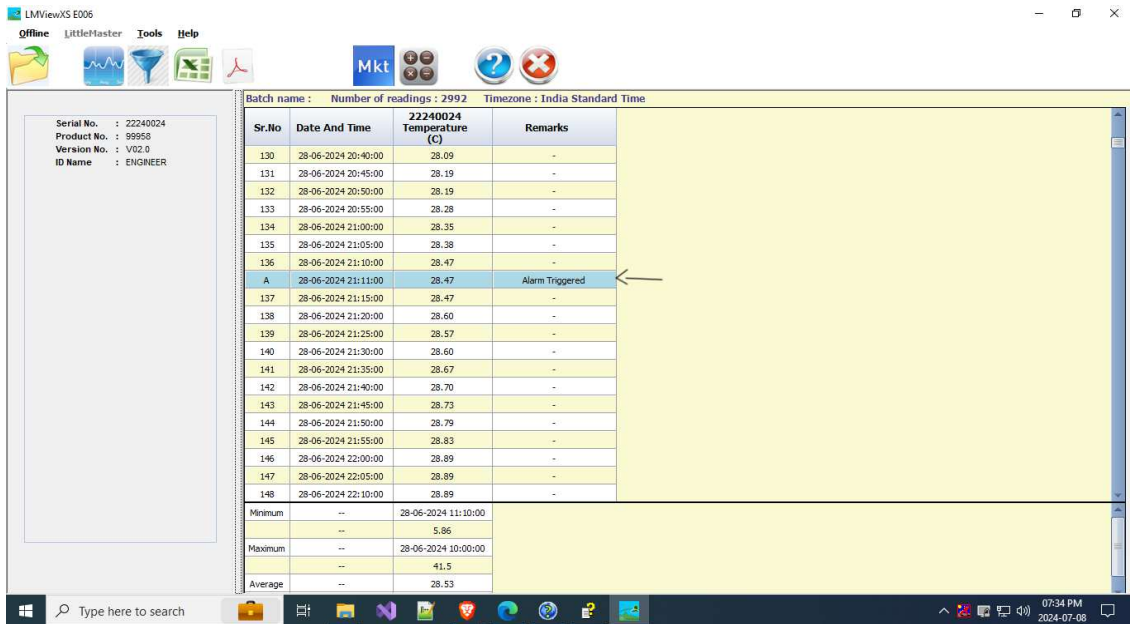 LMViewXS E006
Offline LittleMaster Tools Help
Mkt
Batch name : Number of readings : 2992 Timezone : India Standard Time
Serial No. : 22240024
Product No. : 99958
Version No. : V02.0
ID Name : ENGINEER
Sr.No Date And Time 22240024 Temperature (C) Remarks
130 28-06-2024 20:40:00 28.09 -
131 28-06-2024 20:45:00 28.19 -
132 28-06-2024 20:50:00 28.19 -
133 28-06-2024 20:55:00 28.28 -
134 28-06-2024 21:00:00 28.35 -
135 28-06-2024 21:05:00 28.38 -
136 28-06-2024 21:10:00 28.47 -
A 28-06-2024 21:11:00 28.47 Alarm Triggered
137 28-06-2024 21:15:00 28.47 -
138 28-06-2024 21:20:00 28.60 -
139 28-06-2024 21:25:00 28.57 -
140 28-06-2024 21:30:00 28.60 -
141 28-06-2024 21:35:00 28.67 -
142 28-06-2024 21:40:00 28.70 -
143 28-06-2024 21:45:00 28.73 -
144 28-06-2024 21:50:00 28.79 -
145 28-06-2024 21:55:00 28.83 -
146 28-06-2024 22:00:00 28.89 -
147 28-06-2024 22:05:00 28.89 -
148 28-06-2024 22:10:00 28.89 -
Minimum -- 28-06-2024 11:10:00
-- 5.86
Maximum -- 28-06-2024 10:00:00
-- 41.5
Average -- 28.53
Type here to search
07:34 PM
2024-07-08